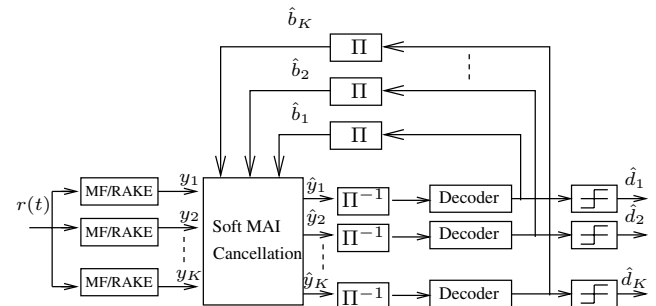 b̂_K
Π
b̂_2
Π
b̂_1
Π
r(t)
MF/RAKE y_1
MF/RAKE y_2
MF/RAKE y_K
Soft MAI
Cancellation
ŷ_1 Π⁻¹ Decoder d̂_1
ŷ_2 Π⁻¹ Decoder d̂_2
ŷ_K Π⁻¹ Decoder d̂_K